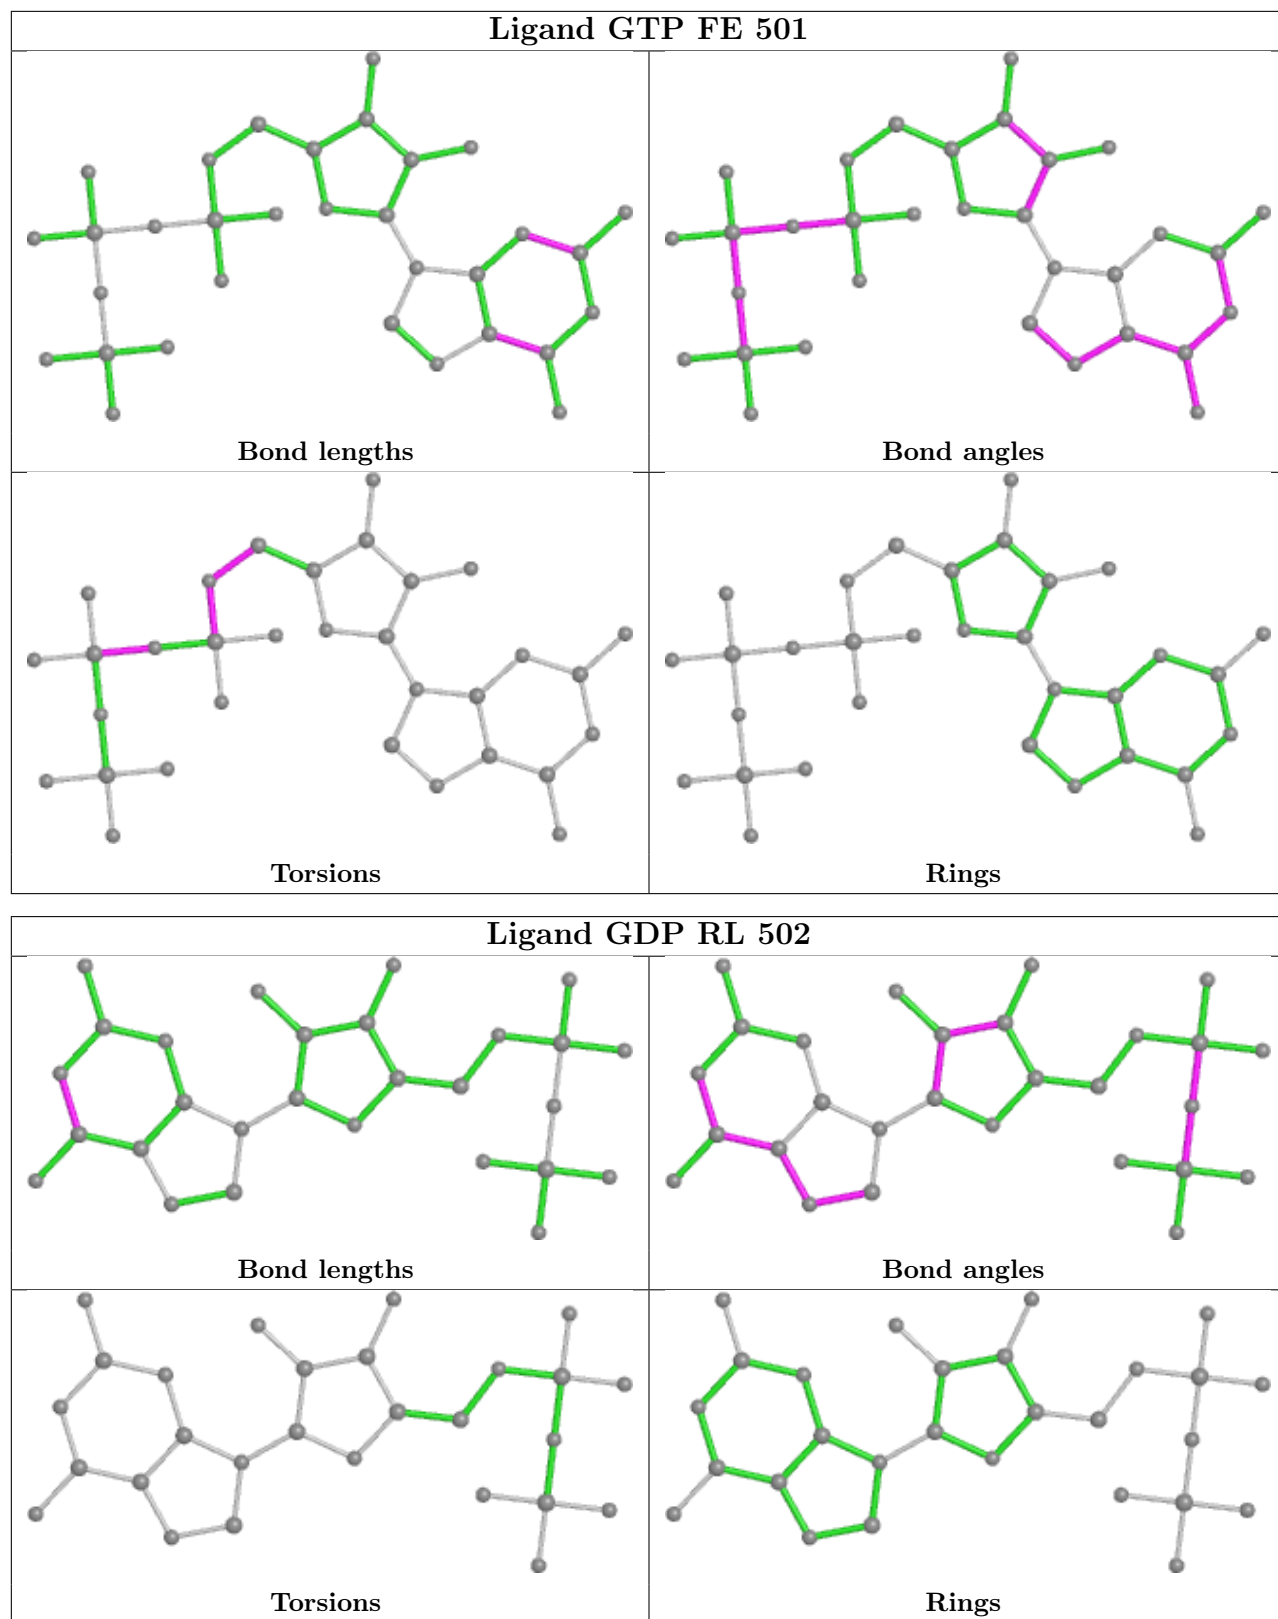 Ligand GTP FE 501
Bond lengths
Bond angles
Torsions
Rings
Ligand GDP RL 502
Bond lengths
Bond angles
Torsions
Rings